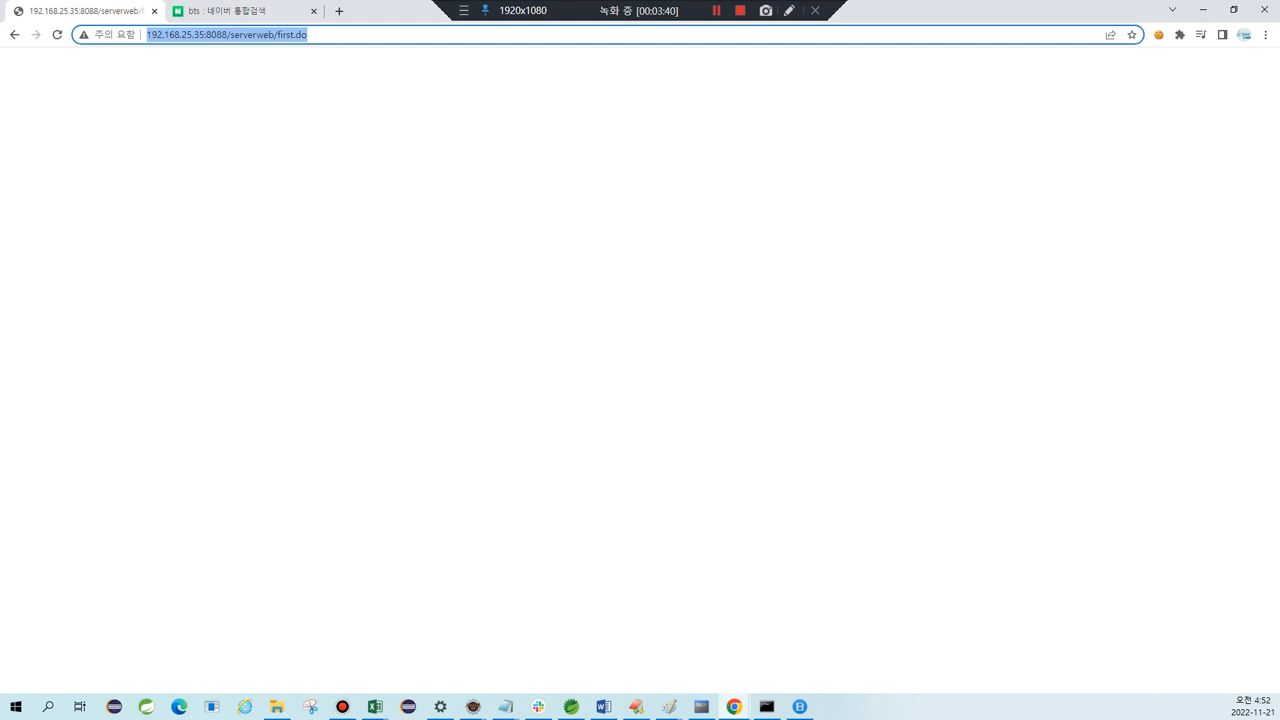 192.168.25.35:8088/serverweb/
bts : 네이버 통합검색
1920x1080
녹화 중 [00:03:40]
주의 요함
192.168.25.35:8088/serverweb/first.do
오전 4:52
2022-11-21